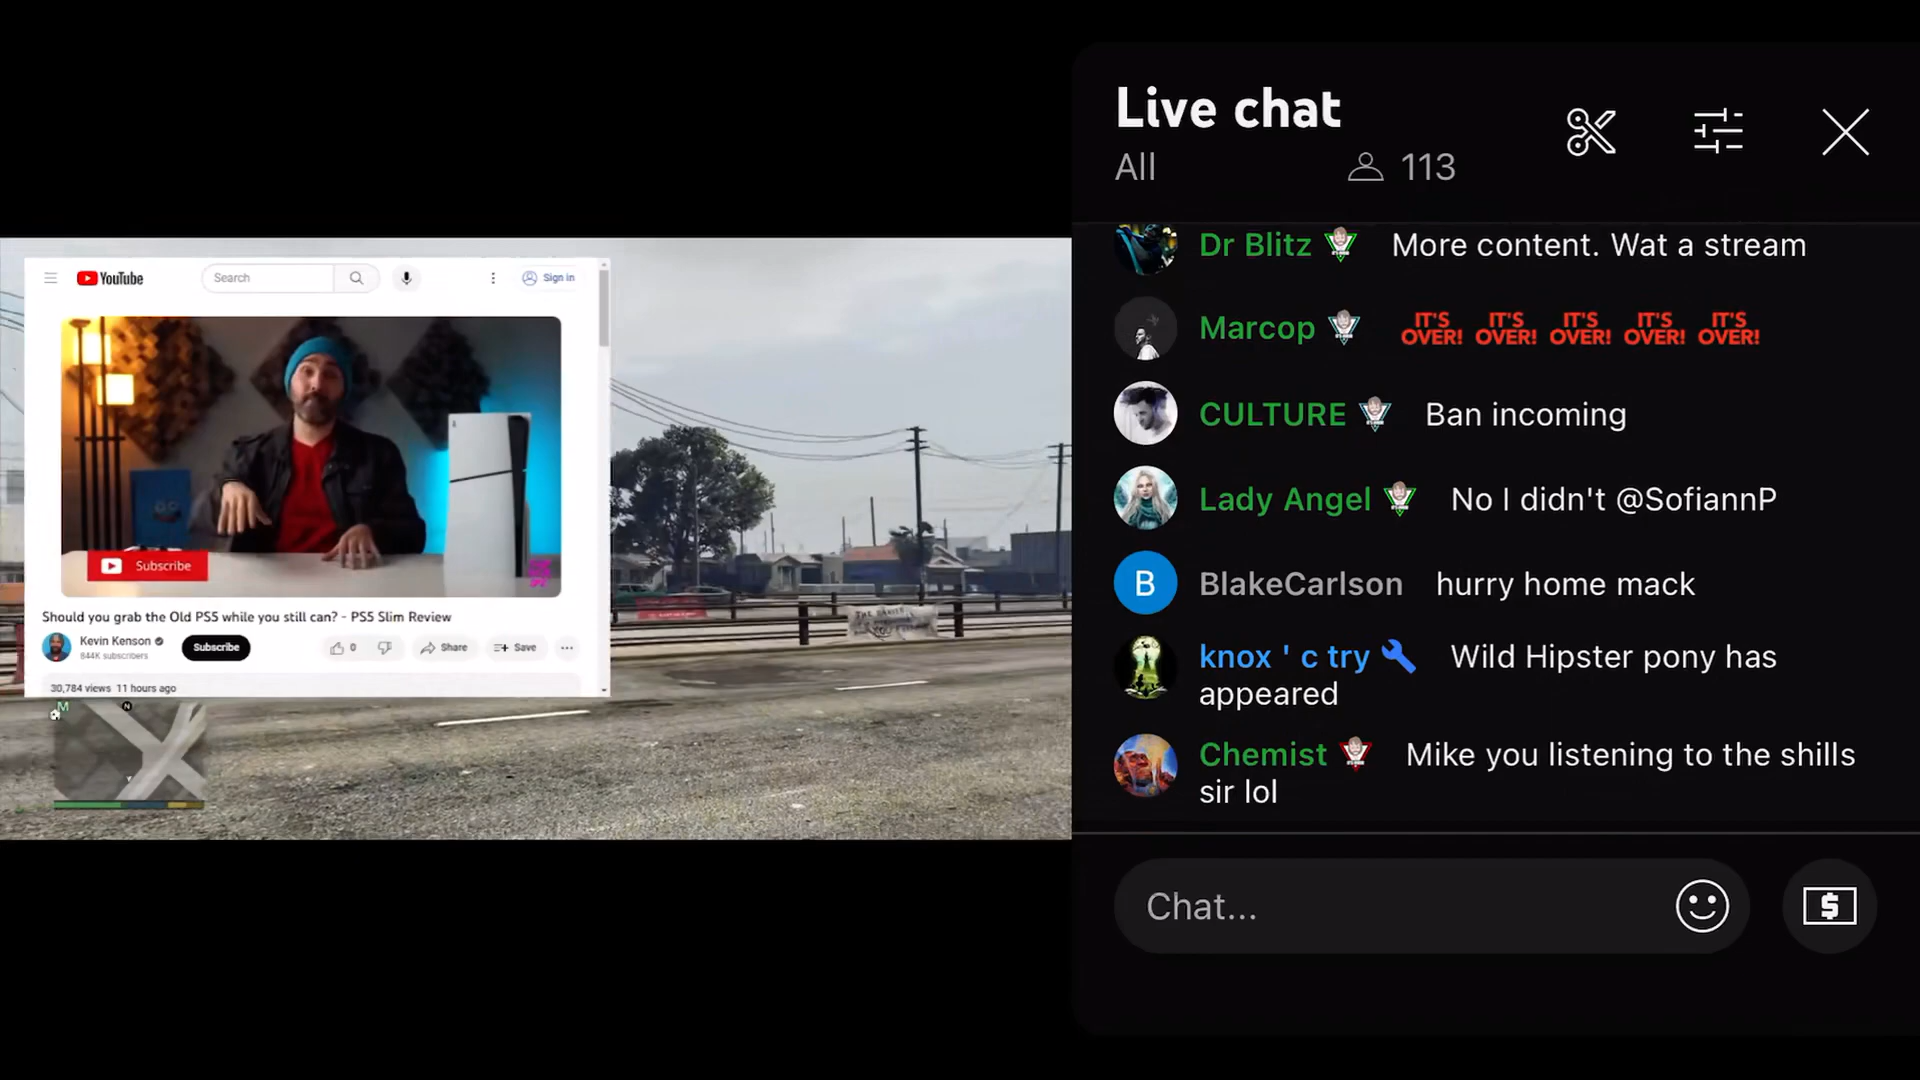 YouTube
Search
Sign in
Subscribe
Should you grab the Old PS5 while you still can? - PS5 Slim Review
Kevin Kenson
844K subscribers
Subscribe
0
Share
Save
30,784 views 11 hours ago
M
N
Live chat
All
113
Dr Blitz More content. Wat a stream
Marcop IT'S OVER! IT'S OVER! IT'S OVER! IT'S OVER! IT'S OVER!
CULTURE Ban incoming
Lady Angel No I didn't @SofiannP
B BlakeCarlson hurry home mack
knox ' c try Wild Hipster pony has
appeared
Chemist Mike you listening to the shills
sir lol
Chat...
$